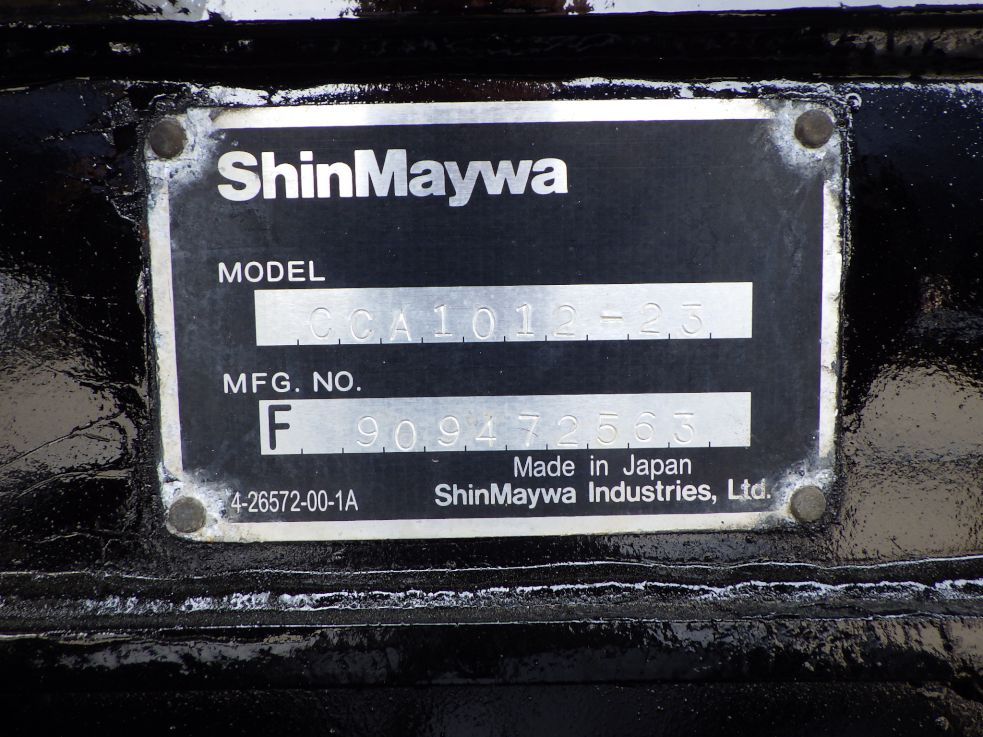 ShinMaywa
MODEL
CCA1012-23
MFG. NO.
F 909472563
Made in Japan
4-26572-00-1A ShinMaywa Industries, Ltd.